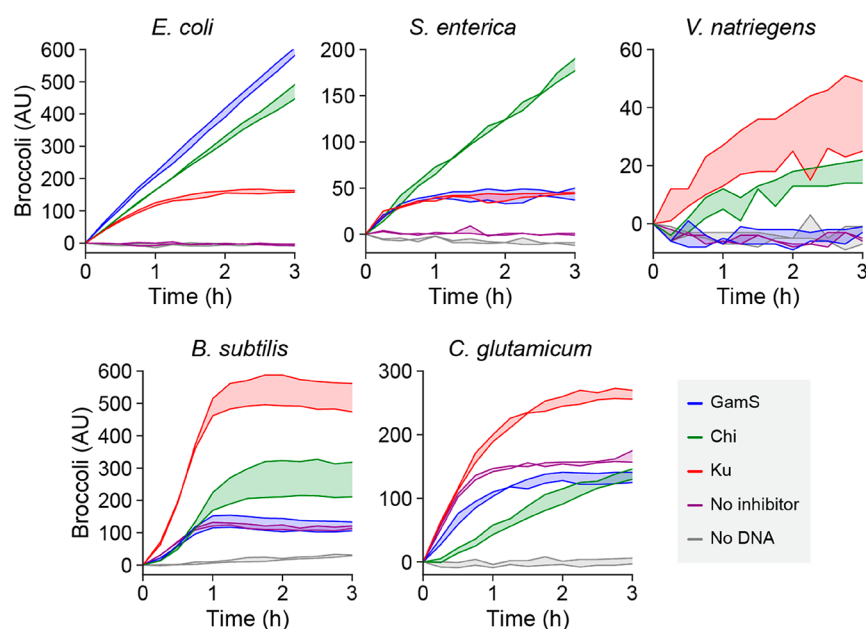 E. coli
S. enterica
V. natriegens
Broccoli (AU)
600
500
400
300
200
100
0
0
1
2
3
Time (h)
200
150
100
50
0
0
1
2
3
Time (h)
60
40
20
0
0
1
2
3
Time (h)
B. subtilis
C. glutamicum
Broccoli (AU)
600
500
400
300
200
100
0
0
1
2
3
Time (h)
300
200
100
0
0
1
2
3
Time (h)
GamS
Chi
Ku
No inhibitor
No DNA